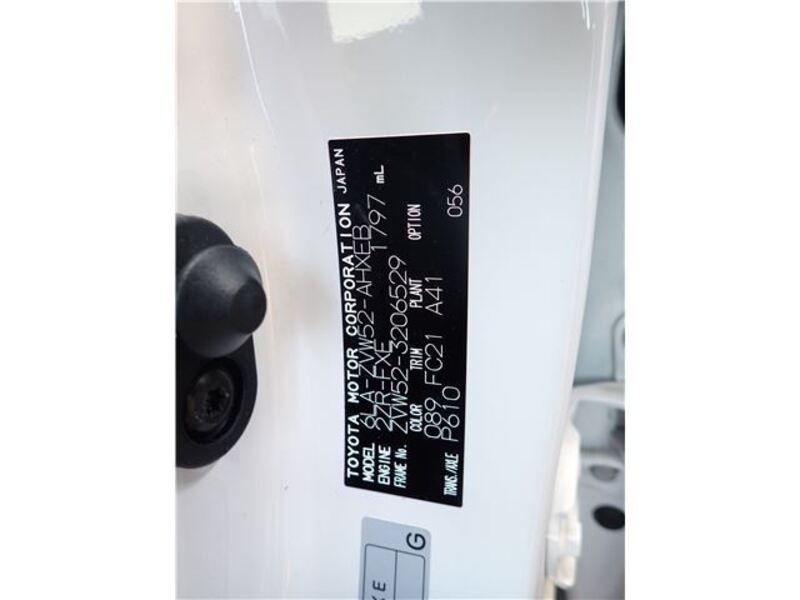 TOYOTA MOTOR CORPORATION JAPAN
MODEL 6LA-ZVW52-AHXEB
ENGINE 2ZR-FXE 1797 mL
FRAME No. ZVW52-3206529
COLOR TRIM PLANT OPTION
089 FC21 A41
TRANS./AXLE P610 056
G